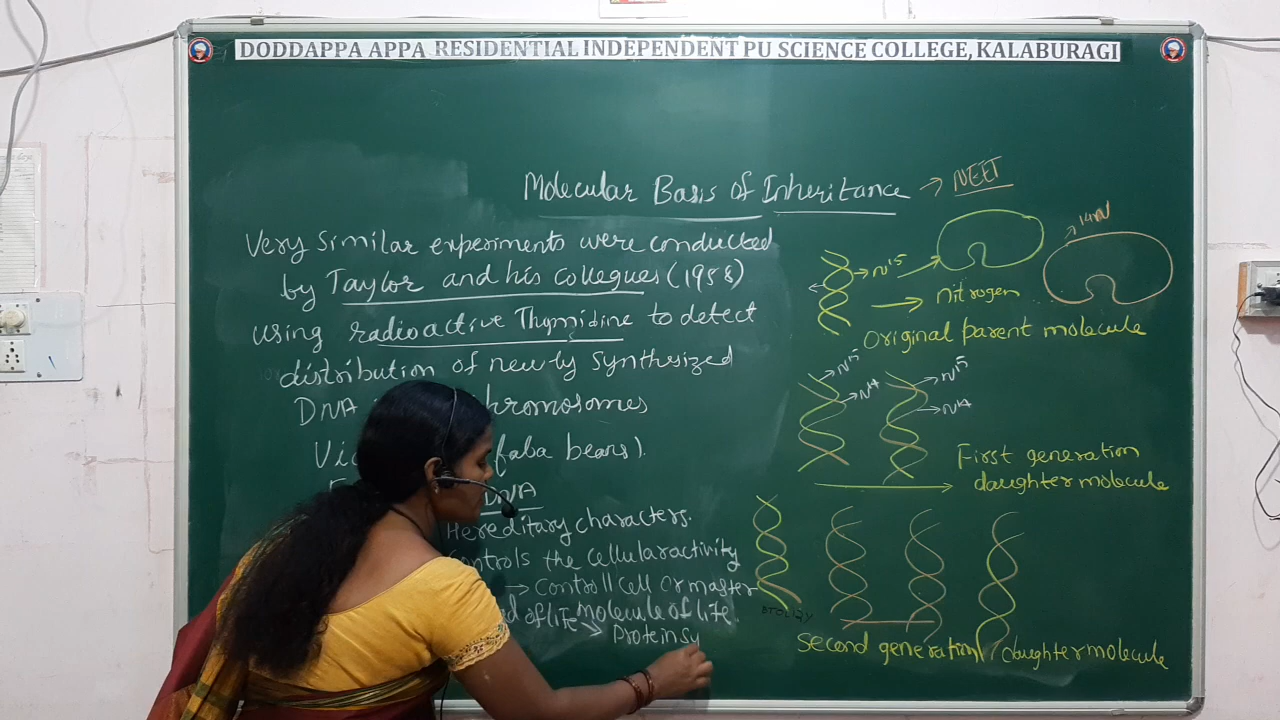 DODDAPPA APPA RESIDENTIAL INDEPENDENT PU SCIENCE COLLEGE, KALABURAGI
Molecular Basis of Inheritance → NEET
Very similar experiments were conducted
by Taylor and his collegues (1958)
using radioactive Thymidine to detect
distribution of newly synthesized
DNA chromosomes
faba beans).
DNA
Hereditary characters.
Controls the cellular activity
→ Controll cell or master
of life molecule of life.
→ Protein sy
→ N15
14N
→ nitrogen
Original parent molecule
N15
N14
N15
N14
First generation
daughter molecule
second generation daughter molecule